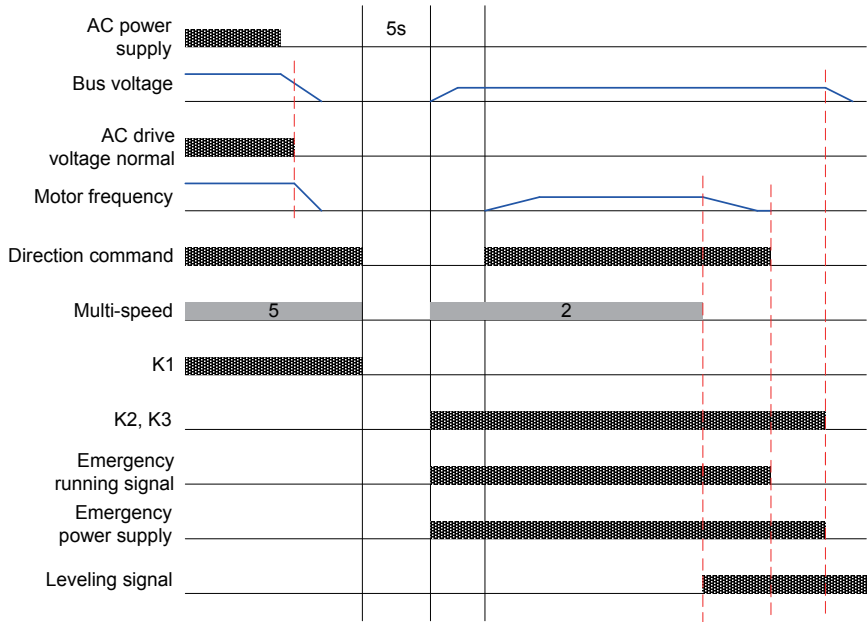 AC power
supply
5s
Bus voltage
AC drive
voltage normal
Motor frequency
Direction command
Multi-speed
5
2
K1
K2, K3
Emergency
running signal
Emergency
power supply
Leveling signal